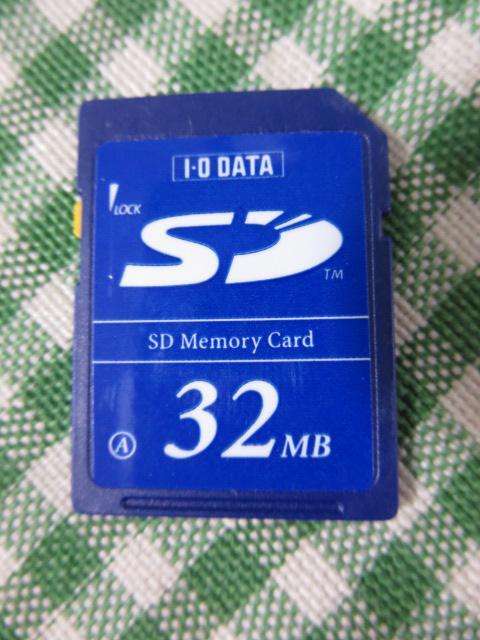 I·O DATA
LOCK
SD
TM
SD Memory Card
A
32MB